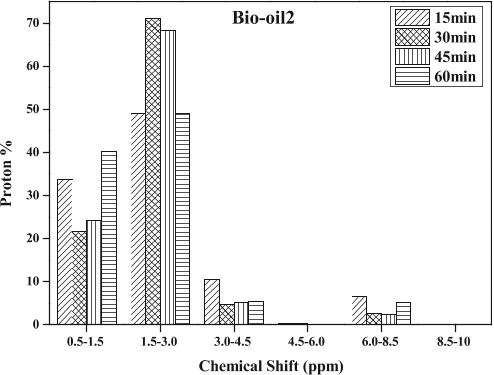 Bio-oil2
15min
30min
45min
60min
Proton %
70
60
50
40
30
20
10
0
0.5-1.5 1.5-3.0 3.0-4.5 4.5-6.0 6.0-8.5 8.5-10
Chemical Shift (ppm)